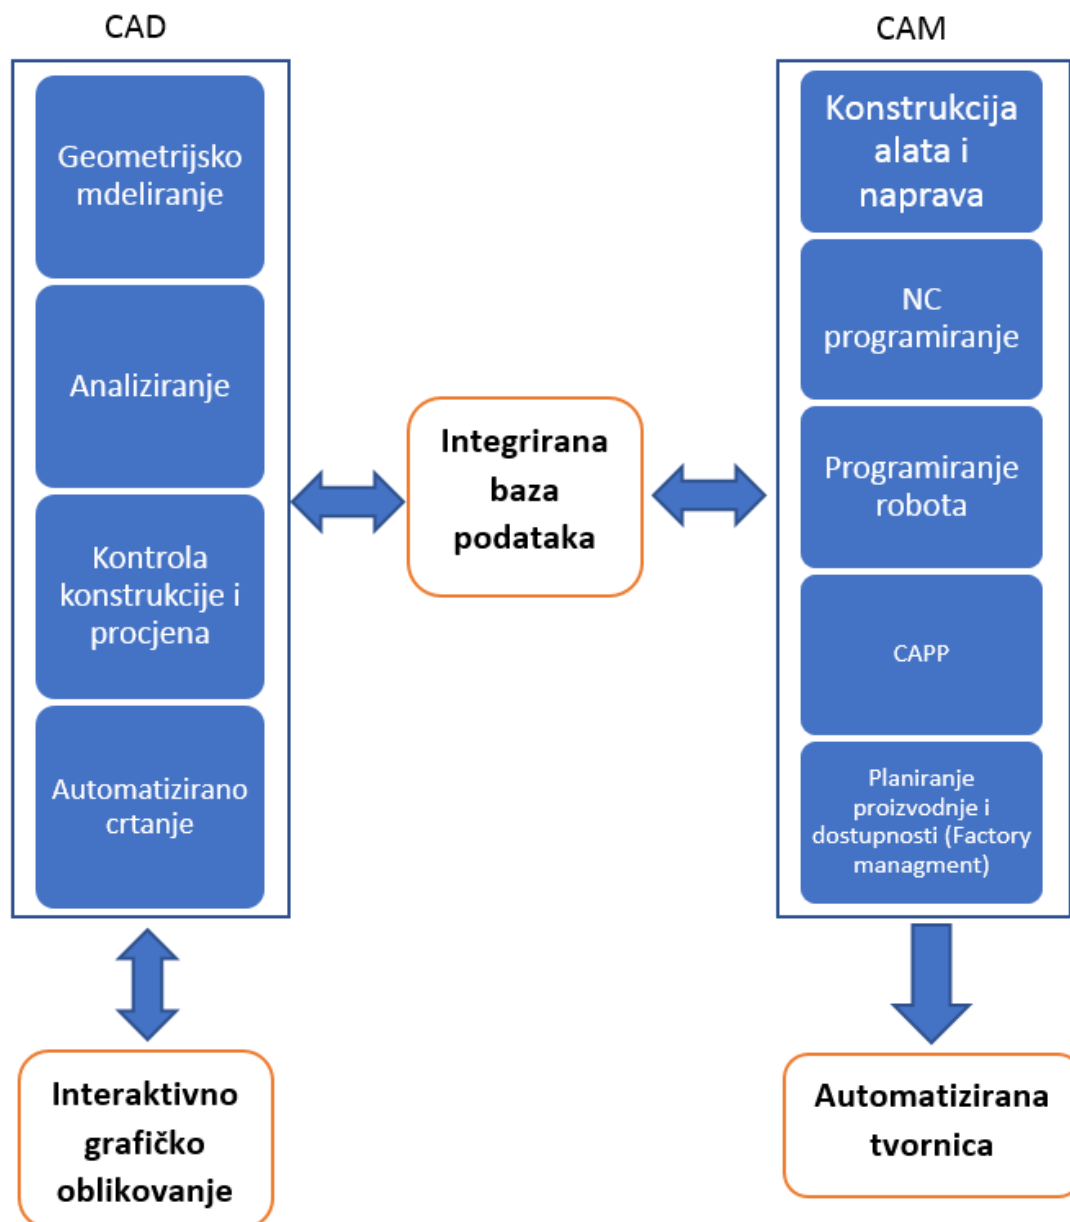 CAD
Geometrijsko
mdeliranje
Analiziranje
Kontrola
konstrukcije i
procjena
Automatizirano
crtanje
Interaktivno
grafičko
oblikovanje
Integrirana
baza
podataka
CAM
Konstrukcija
alata i
naprava
NC
programiranje
Programiranje
robota
CAPP
Planiranje
proizvodnje i
dostupnosti (Factory
managment)
Automatizirana
tvornica